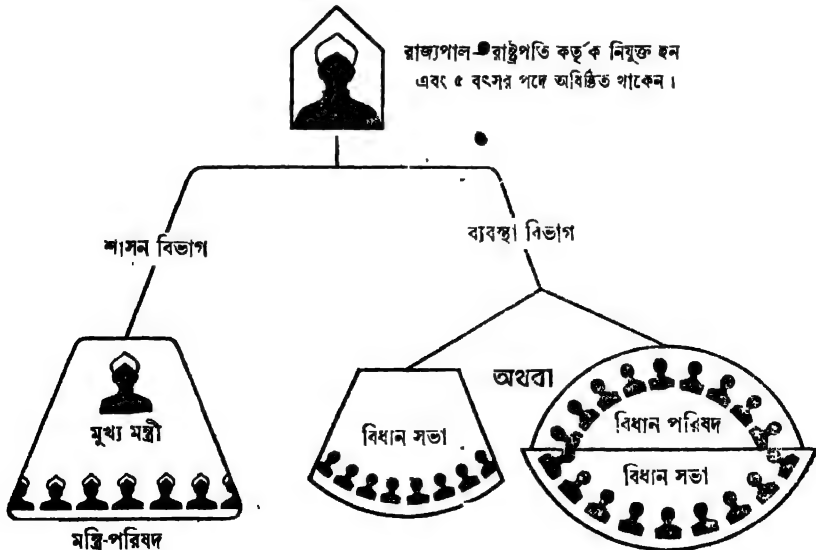 রাজ্যপাল—রাষ্ট্রপতি কর্তৃক নিযুক্ত হন
এবং ৫ বৎসর পদে অধিষ্ঠিত থাকেন।
শাসন বিভাগ
ব্যবস্থা বিভাগ
মুখ্য মন্ত্রী
বিধান সভা
অথবা
বিধান পরিষদ
বিধান সভা
মন্ত্রি-পরিষদ